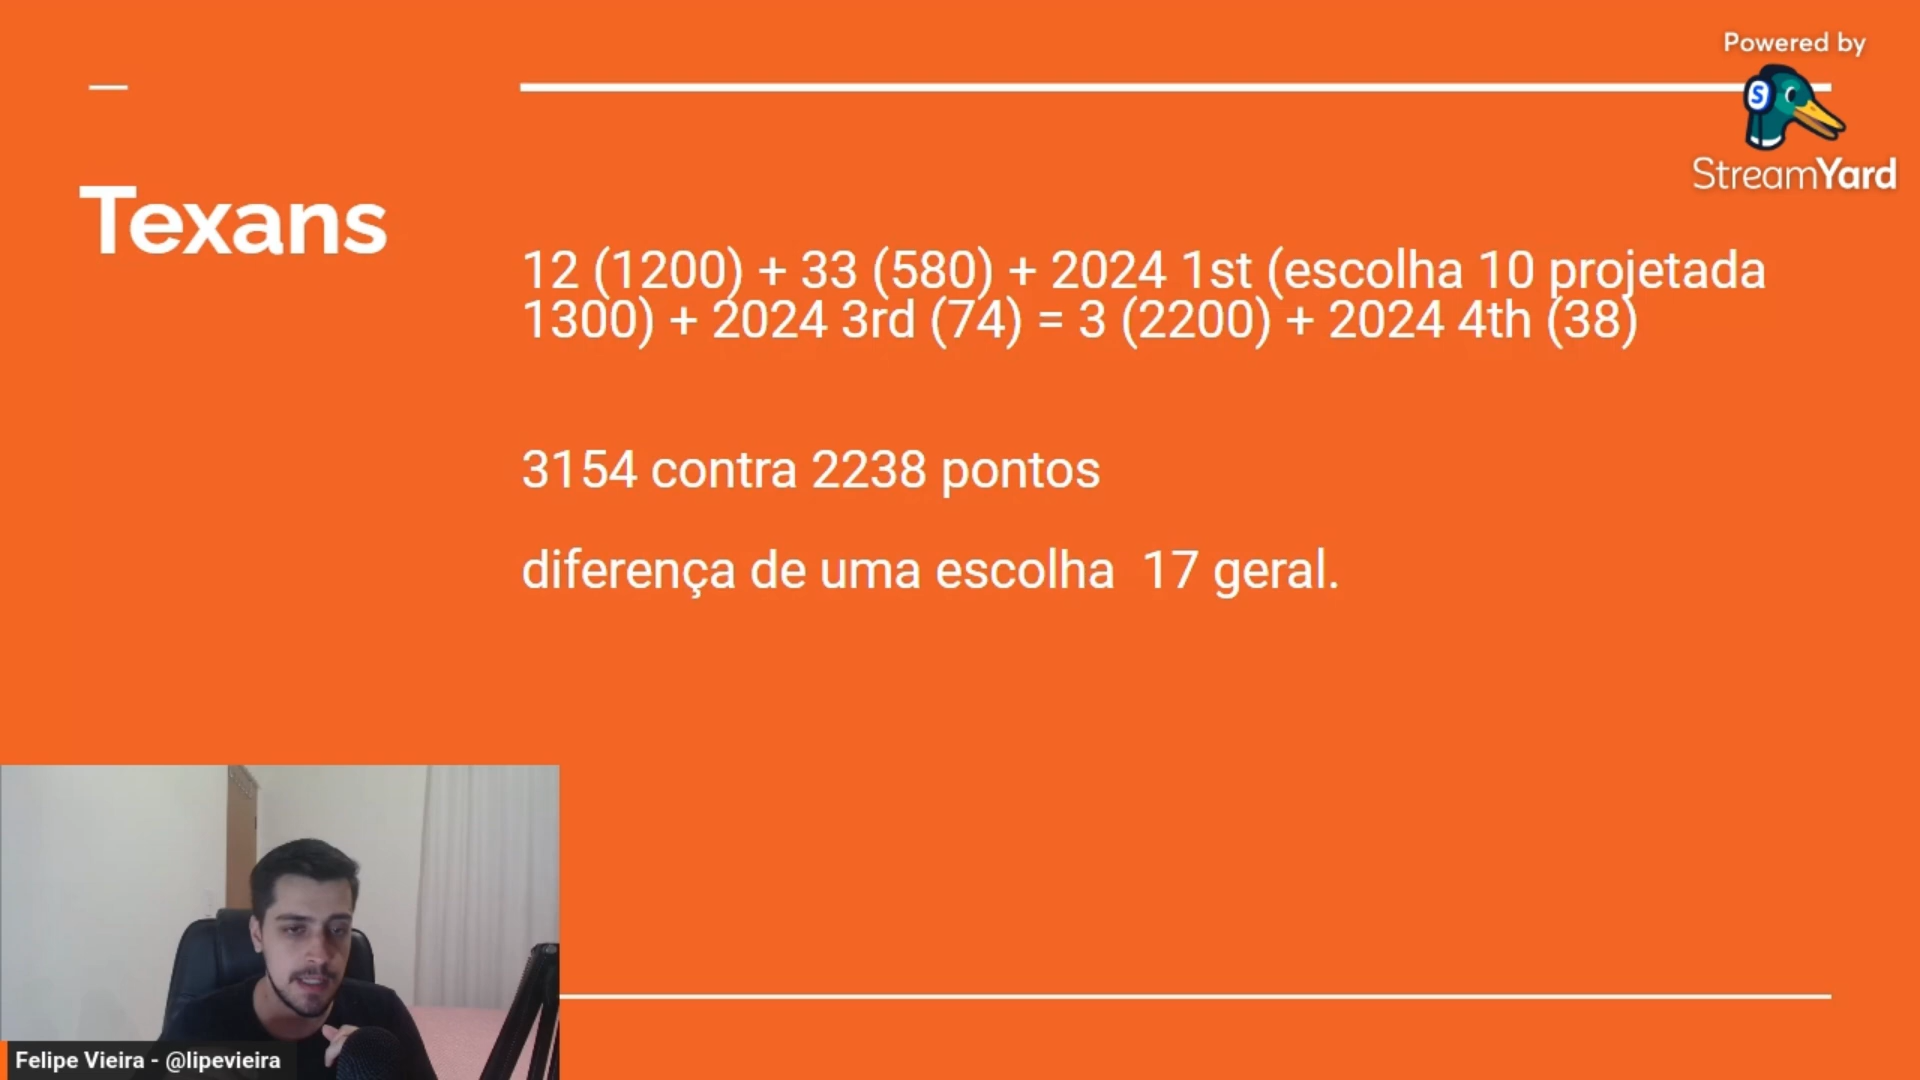 Powered by
StreamYard
Texans
12 (1200) + 33 (580) + 2024 1st (escolha 10 projetada
1300) + 2024 3rd (74) = 3 (2200) + 2024 4th (38)
3154 contra 2238 pontos
diferença de uma escolha  17 geral.
Felipe Vieira - @lipevieira